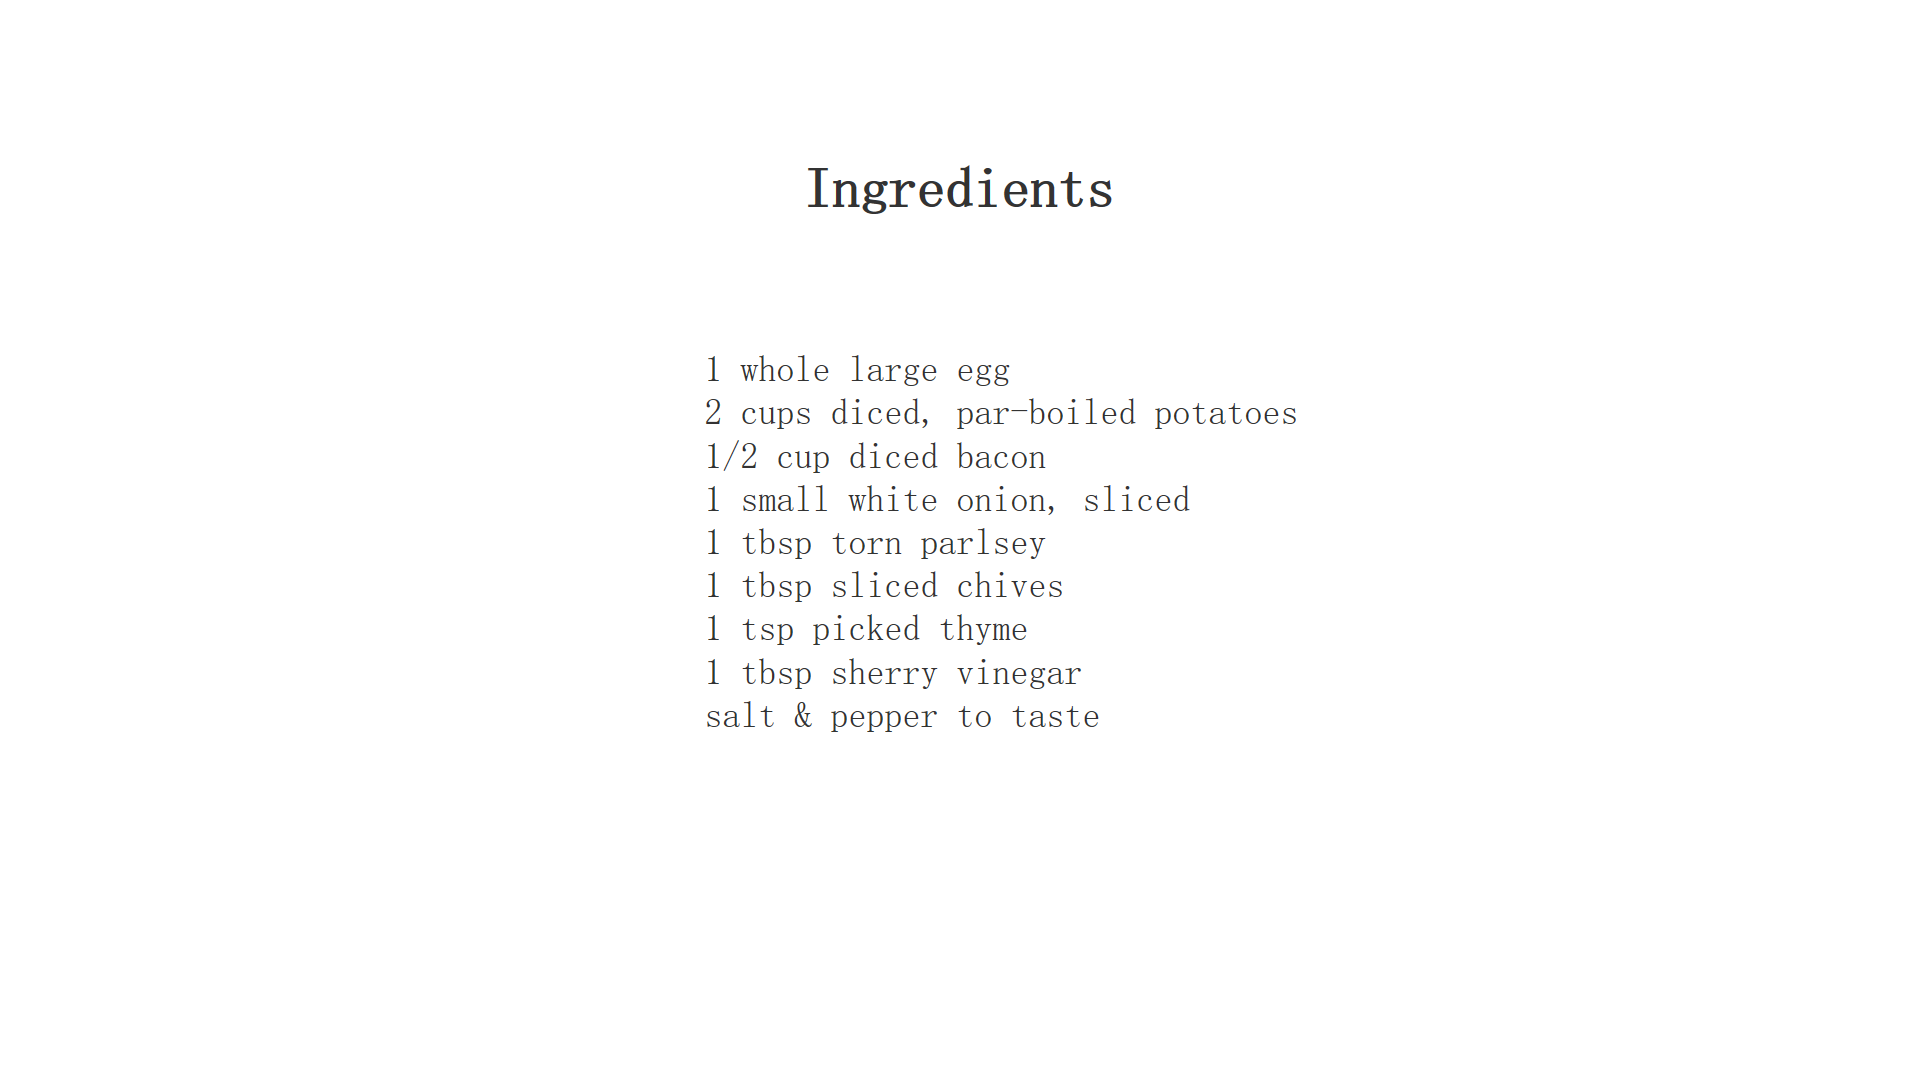 Ingredients
1 whole large egg
2 cups diced, par-boiled potatoes
1/2 cup diced bacon
1 small white onion, sliced
1 tbsp torn parlsey
1 tbsp sliced chives
1 tsp picked thyme
1 tbsp sherry vinegar
salt & pepper to taste